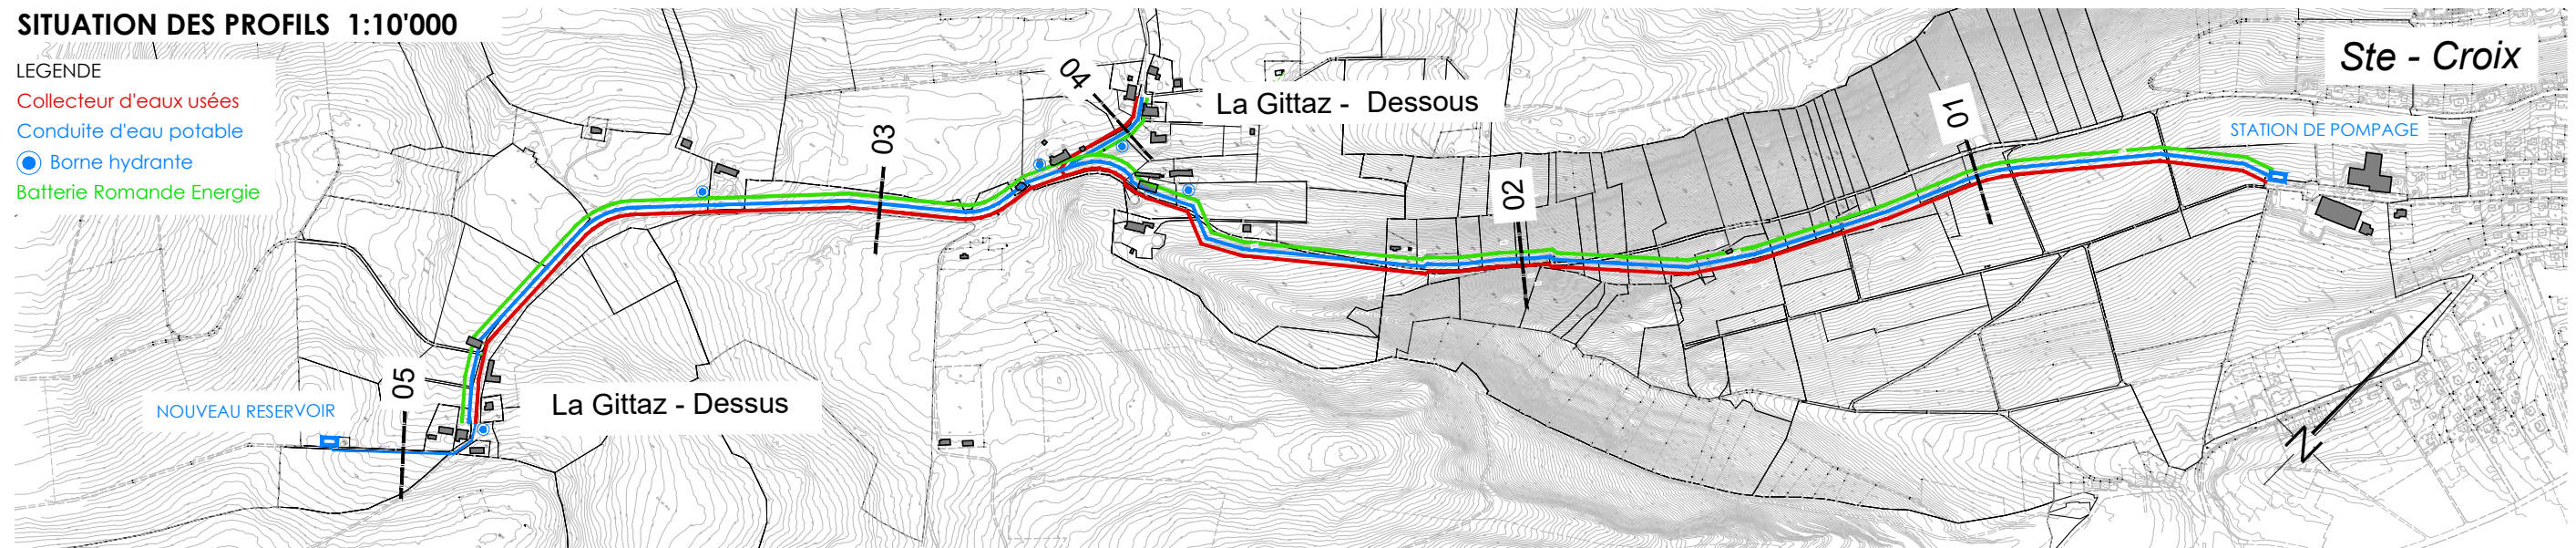 SITUATION DES PROFILS 1:10'000
LEGENDE
Collecteur d'eaux usées
Conduite d'eau potable
Borne hydrante
Batterie Romande Energie
04
La Gittaz - Dessous
03
02
01
Ste - Croix
STATION DE POMPAGE
05
NOUVEAU RESERVOIR
La Gittaz - Dessus
N